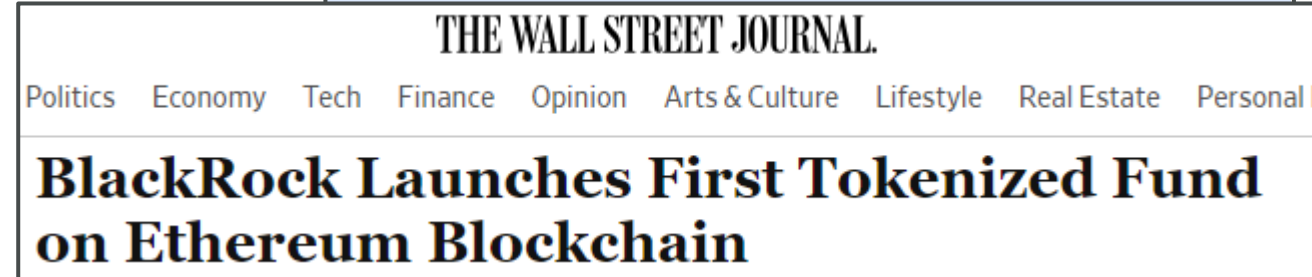 THE WALL STREET JOURNAL.
Politics Economy Tech Finance Opinion Arts & Culture Lifestyle Real Estate Personal
BlackRock Launches First Tokenized Fund
on Ethereum Blockchain